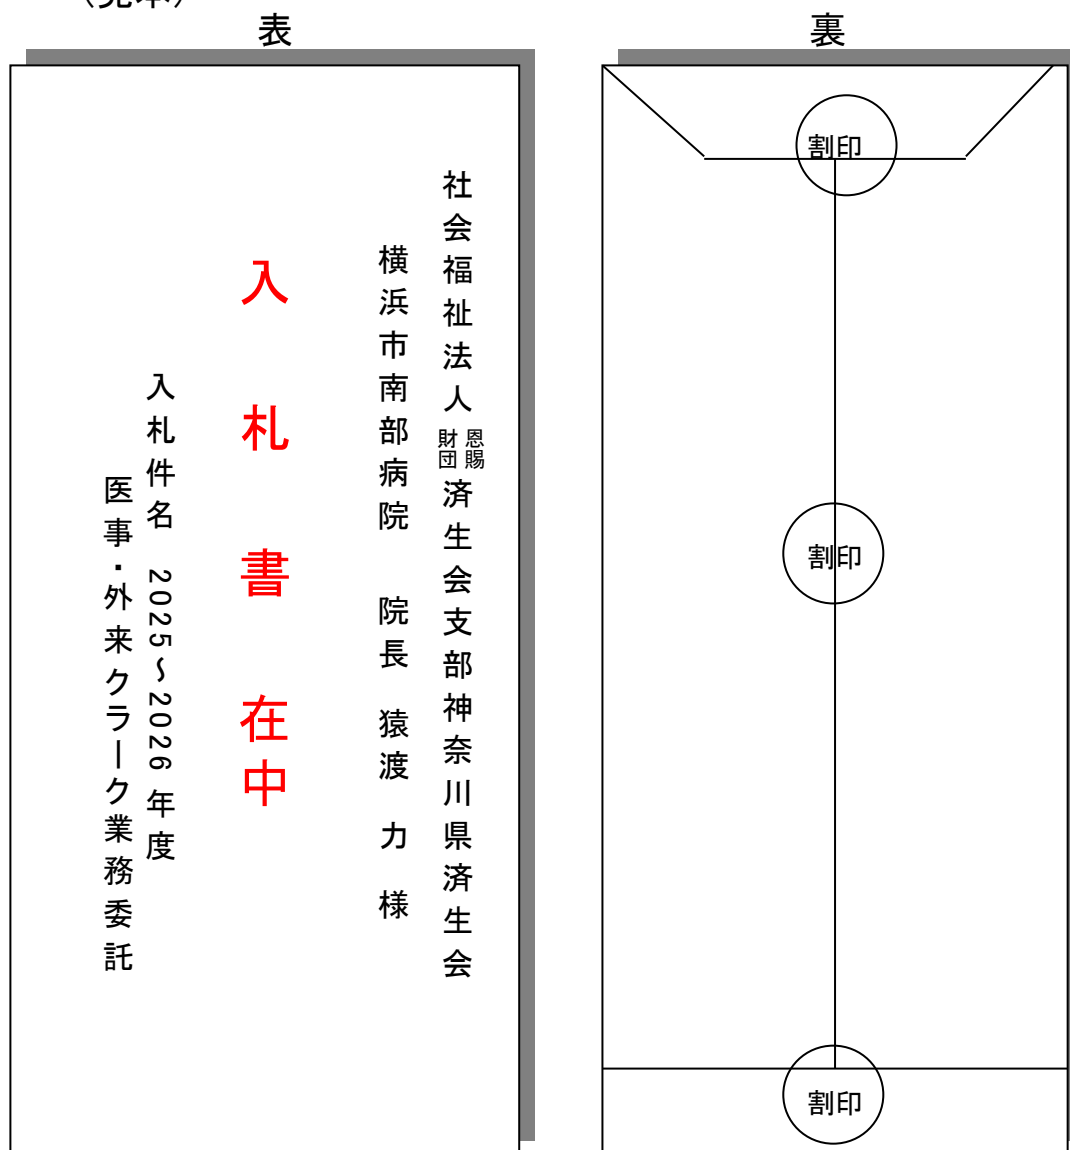 (見本)
表
社会福祉法人恩賜財団済生会支部神奈川県済生会
横浜市南部病院 院長 猿渡 力 様
入札書在中
入札件名 2025～2026年度
医事・外来クラーク業務委託
裏
割印
割印
割印